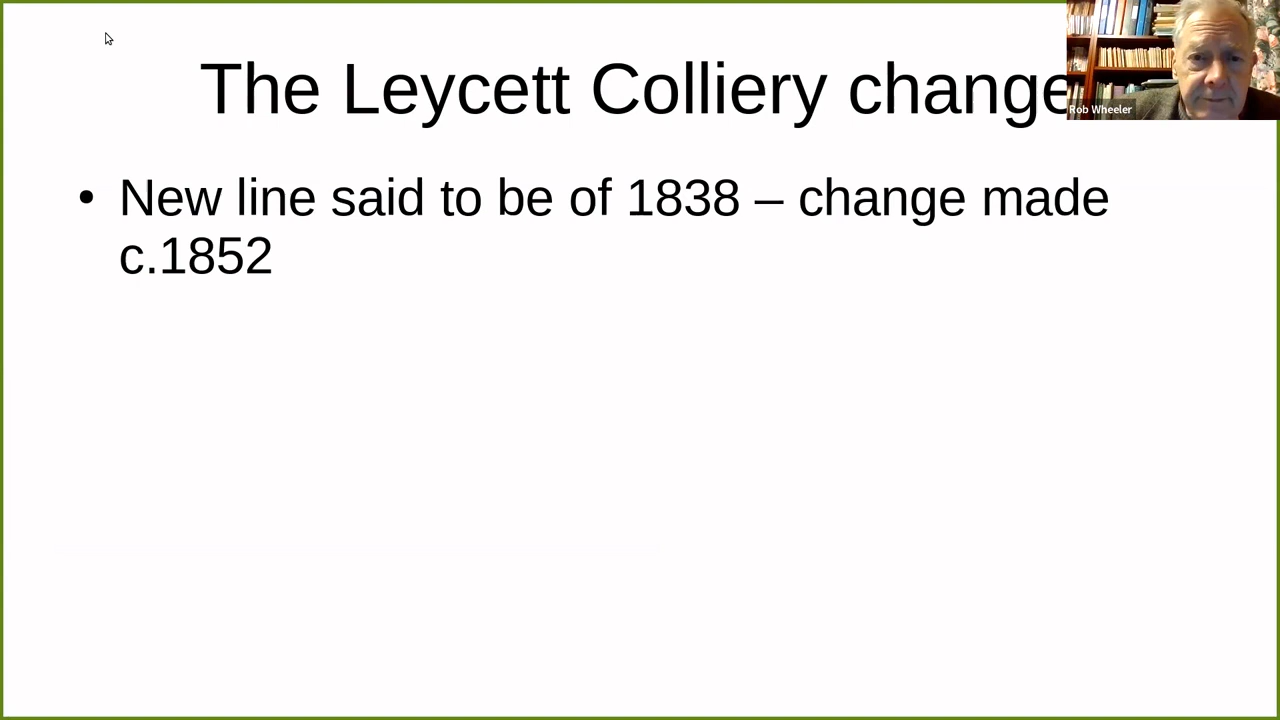 The Leycett Colliery change
Rob Wheeler
• New line said to be of 1838 – change made
c.1852